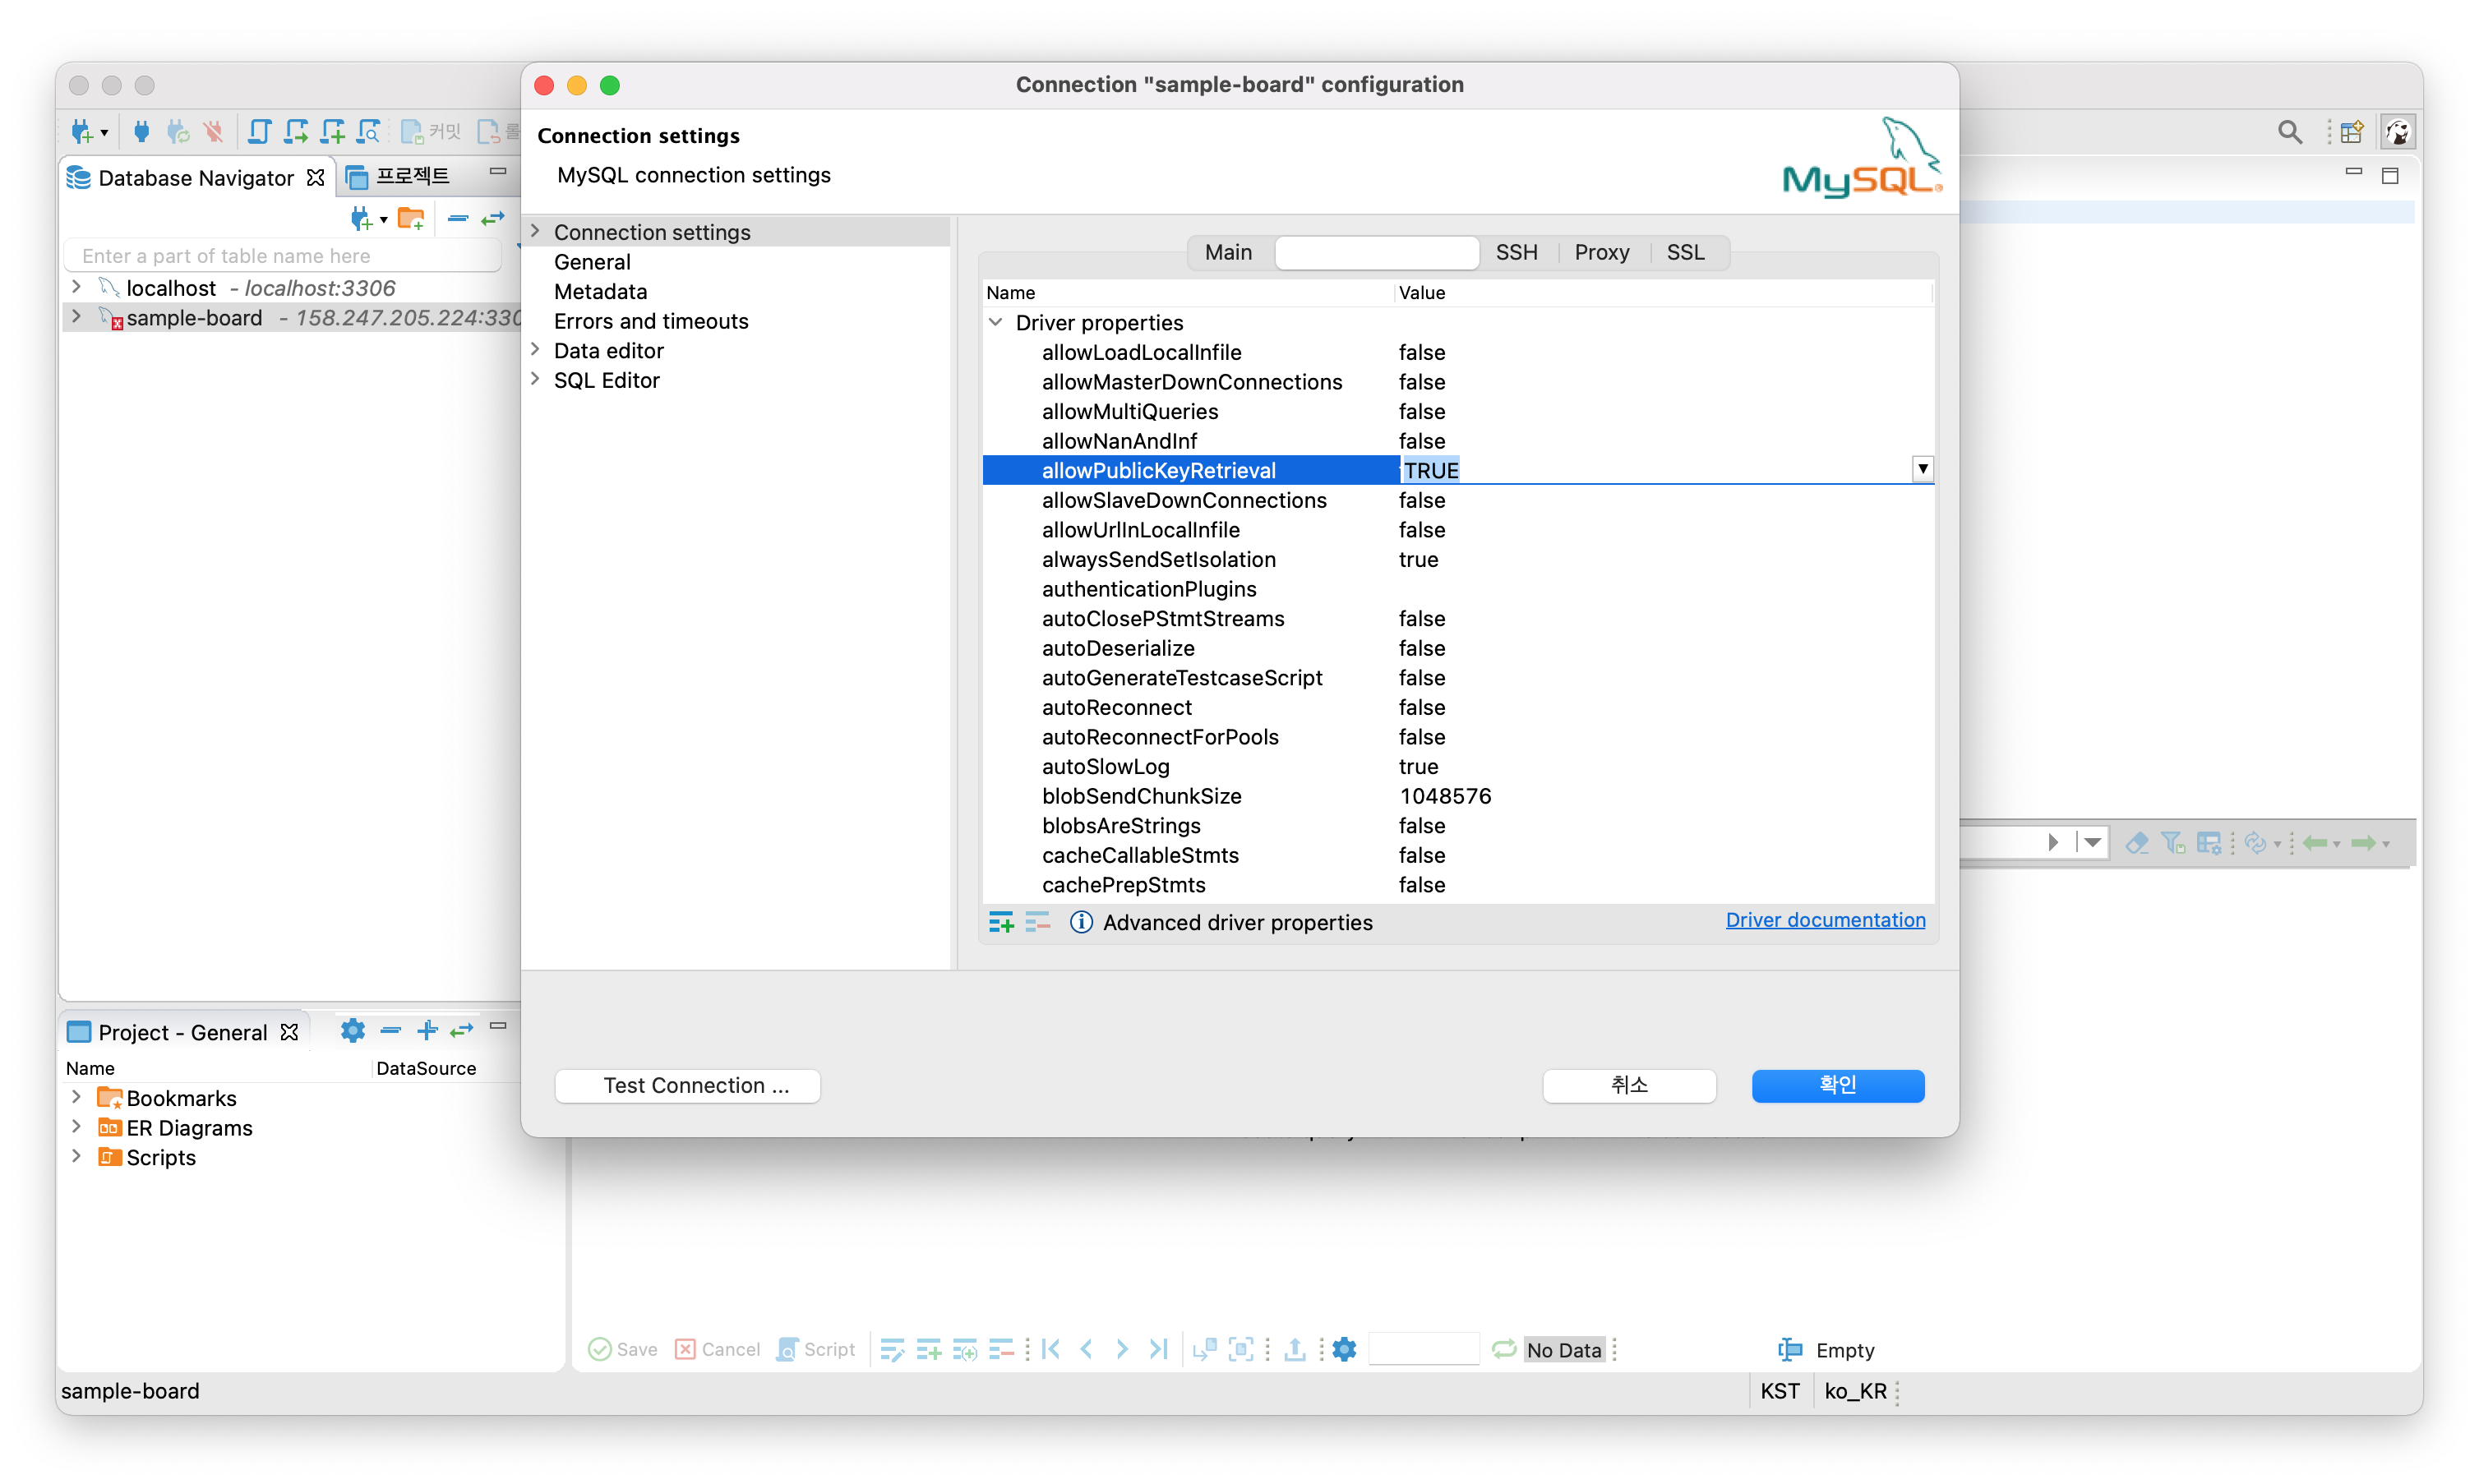 Connection "sample-board" configuration
커밋
롤
Connection settings
MySQL connection settings
MySQL
Database Navigator
프로젝트
Enter a part of table name here
localhost - localhost:3306
sample-board - 158.247.205.224:330
Connection settings
General
Metadata
Errors and timeouts
Data editor
SQL Editor
Main SSH Proxy SSL
Name Value
Driver properties
allowLoadLocalInfile false
allowMasterDownConnections false
allowMultiQueries false
allowNanAndInf false
allowPublicKeyRetrieval TRUE
allowSlaveDownConnections false
allowUrlInLocalInfile false
alwaysSendSetIsolation true
authenticationPlugins
autoClosePStmtStreams false
autoDeserialize false
autoGenerateTestcaseScript false
autoReconnect false
autoReconnectForPools false
autoSlowLog true
blobSendChunkSize 1048576
blobsAreStrings false
cacheCallableStmts false
cachePrepStmts false
Advanced driver properties
Driver documentation
Test Connection ...
취소
확인
Project - General
Name DataSource
Bookmarks
ER Diagrams
Scripts
Save Cancel Script
No Data
Empty
sample-board
KST ko_KR